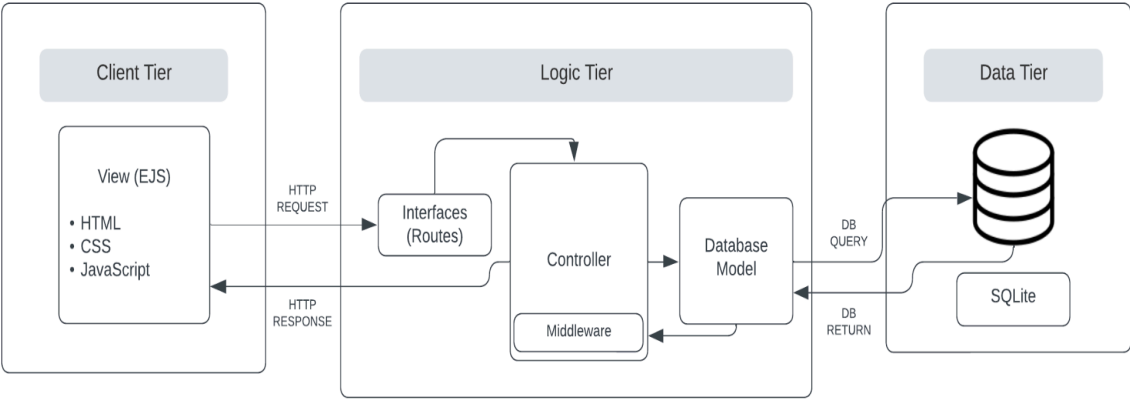 Client Tier
View (EJS)
• HTML
• CSS
• JavaScript
HTTP
REQUEST
HTTP
RESPONSE
Logic Tier
Interfaces
(Routes)
Controller
Middleware
Database
Model
DB
QUERY
DB
RETURN
Data Tier
SQLite